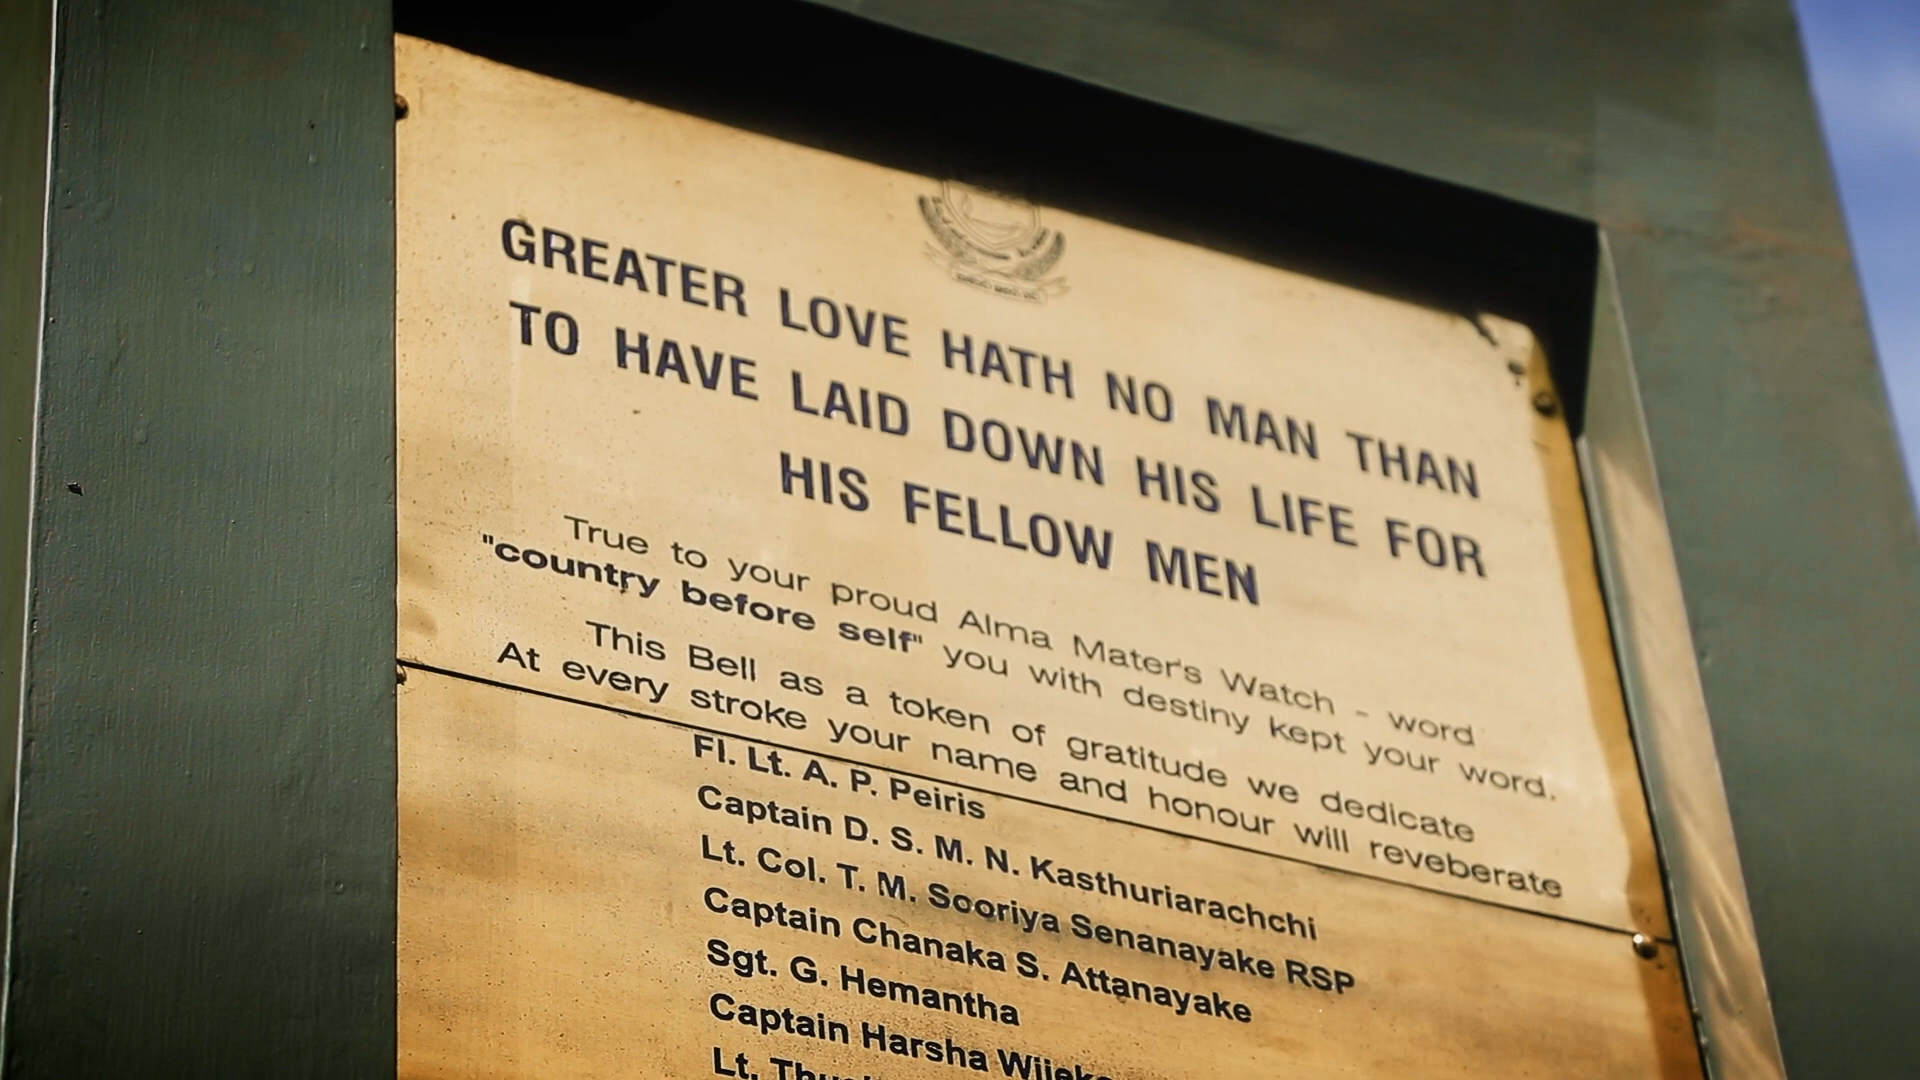 GREATER LOVE HATH NO MAN THAN
TO HAVE LAID DOWN HIS LIFE FOR
HIS FELLOW MEN
True to your proud Alma Mater's Watch - word
"country before self" you with destiny kept your word.
This Bell as a token of gratitude we dedicate
At every stroke your name and honour will reveberate
Fl. Lt. A. P. Peiris
Captain D. S. M. N. Kasthuriarachchi
Lt. Col. T. M. Sooriya Senanayake RSP
Captain Chanaka S. Attanayake
Sgt. G. Hemantha
Captain Harsha
Lt.